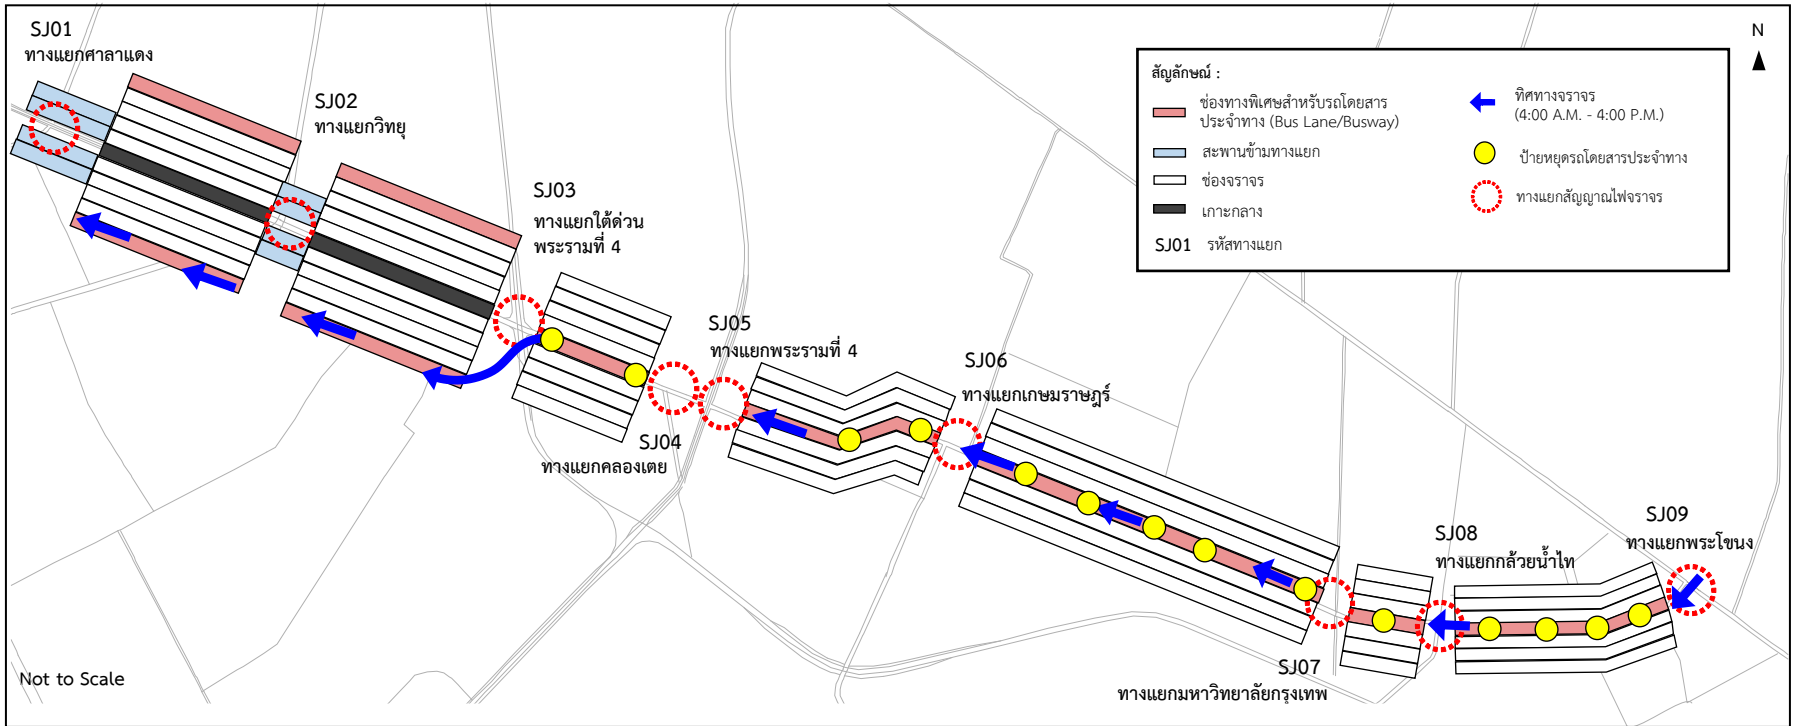 SJ01
ทางแยกศาลาแดง
SJ02
ทางแยกวิทยุ
SJ03
ทางแยกใต้ด่วน
พระรามที่ 4
SJ04
ทางแยกคลองเตย
SJ05
ทางแยกพระรามที่ 4
SJ06
ทางแยกเกษมราษฎร์
SJ07
ทางแยกมหาวิทยาลัยกรุงเทพ
SJ08
ทางแยกกล้วยน้ำไท
SJ09
ทางแยกพระโขนง
N
สัญลักษณ์ :
ช่องทางพิเศษสำหรับรถโดยสาร
ประจำทาง (Bus Lane/Busway)
สะพานข้ามทางแยก
ช่องจราจร
เกาะกลาง
SJ01 รหัสทางแยก
ทิศทางจราจร
(4:00 A.M. - 4:00 P.M.)
ป้ายหยุดรถโดยสารประจำทาง
ทางแยกสัญญาณไฟจราจร
Not to Scale